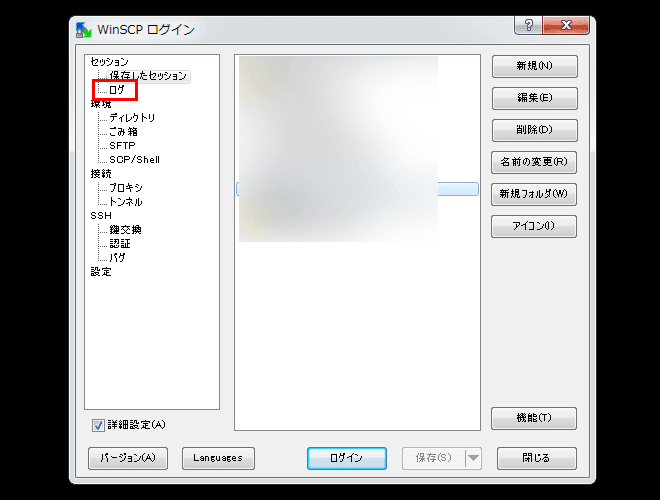 WinSCP ログイン
セッション
保存したセッション
ログ
環境
ディレクトリ
ごみ箱
SFTP
SCP/Shell
接続
プロキシ
トンネル
SSH
鍵交換
認証
バグ
設定
詳細設定(A)
新規(N)
編集(E)
削除(D)
名前の変更(R)
新規フォルダ(W)
アイコン(I)
機能(T)
バージョン(A)
Languages
ログイン
保存(S)
閉じる